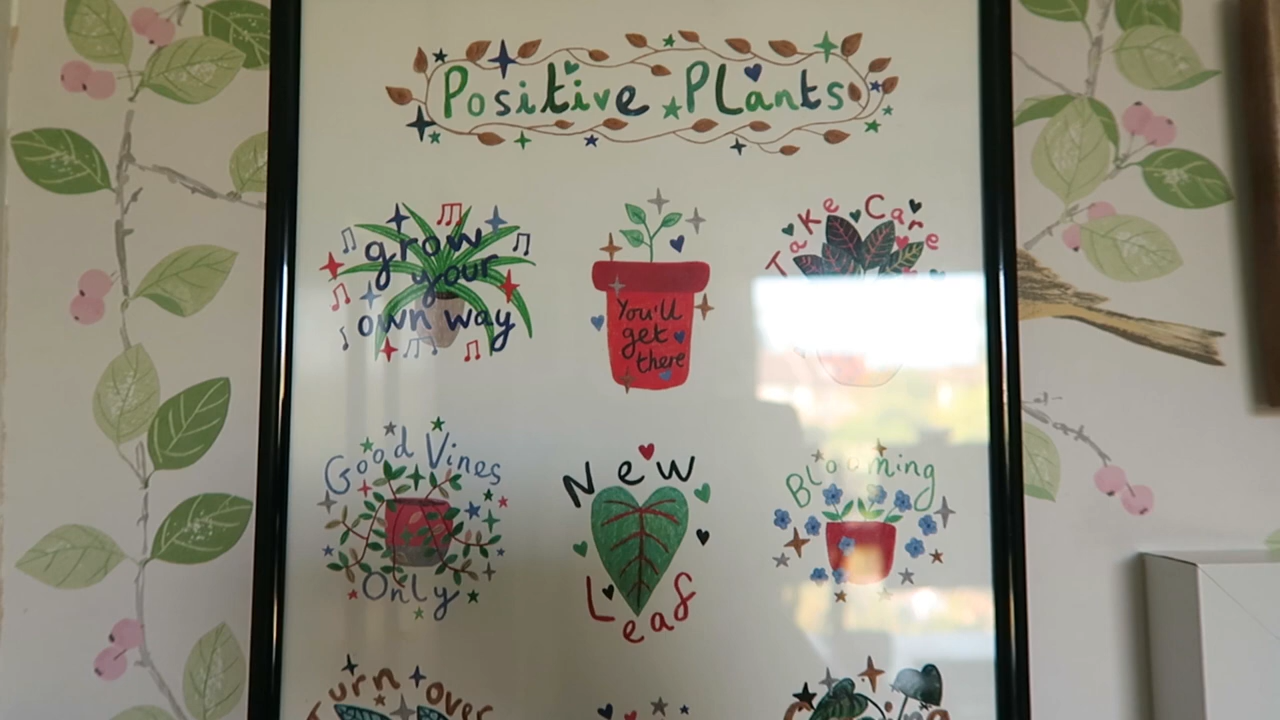 Positive Plants
grow
your
own way
You'll
get
there
Take Care
Good Vines
Only
New
Leaf
Blooming
over